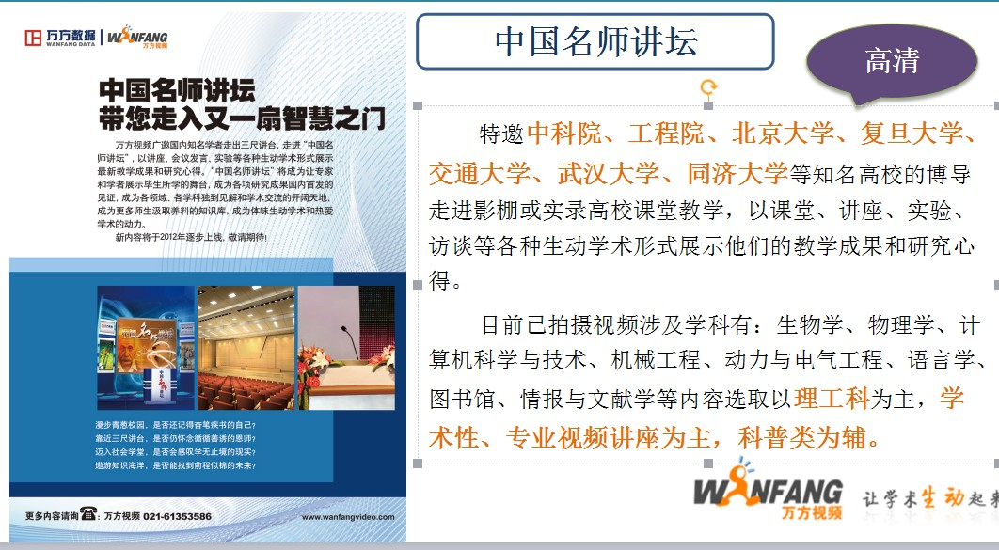 万方数据
WANFANG DATA
WANFANG
万方视频
中国名师讲坛
带您走入又一扇智慧之门
万方视频广邀国内知名学者走出三尺讲台，走进“中国名
师讲坛”，以讲座、会议发言、实验等各种生动学术形式展示
最新教学成果和研究心得。“中国名师讲坛”将成为让专家
和学者展示毕生所学的舞台，成为各项研究成果国内首发的
见证，成为各领域、各学科独到见解和学术交流的开阔天地，
成为更多师生汲取养料的知识库，成为体味生动学术和热爱
学术的动力。
新内容将于2012年逐步上线，敬请期待!
中国名师讲坛
漫步青葱校园，是否还记得奋笔疾书的自己?
靠近三尺讲台，是否仍怀念循循善诱的恩师?
迈入社会学堂，是否会感叹学无止境的现实?
遨游知识海洋，是否能找到前程似锦的未来?
更多内容请询：万方视频 021-61353586
www.wanfangvideo.com
中国名师讲坛
高清
特邀中科院、工程院、北京大学、复旦大学、
交通大学、武汉大学、同济大学等知名高校的博导
走进影棚或实录高校课堂教学，以课堂、讲座、实验、
访谈等各种生动学术形式展示他们的教学成果和研究心
得。
目前已拍摄视频涉及学科有：生物学、物理学、计
算机科学与技术、机械工程、动力与电气工程、语言学、
图书馆、情报与文献学等内容选取以理工科为主，学
术性、专业视频讲座为主，科普类为辅。
WANFANG
万方视频
让学术生动起来